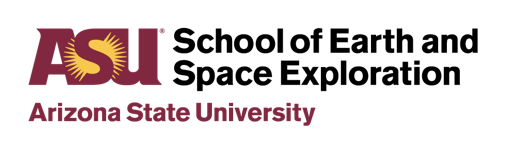 ASU® School of Earth and
Space Exploration
Arizona State University